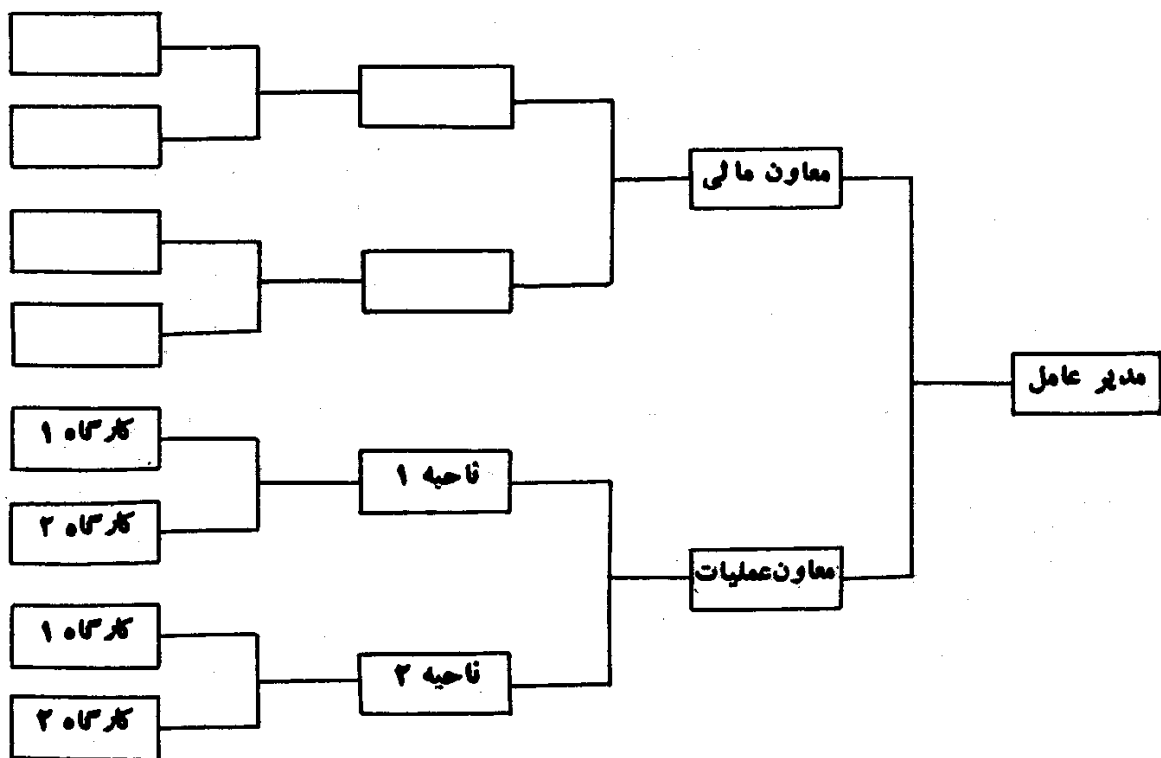 مدیر عامل
معاون مالی
معاون عملیات
ناحیه ۱
ناحیه ۲
کارگاه ۱
کارگاه ۲
کارگاه ۱
کارگاه ۲